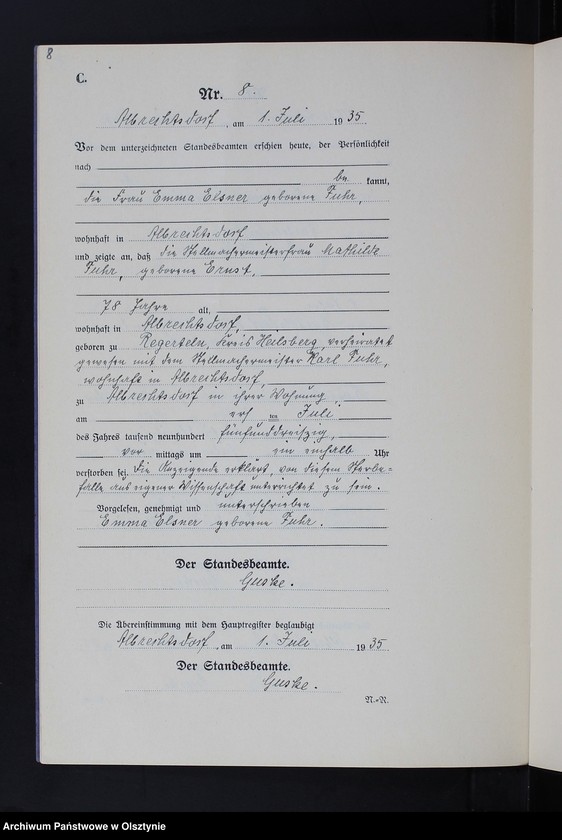 8
C.
Nr. 8.
Albrechtsdorf, am 1. Juli 1935
Vor dem unterzeichneten Standesbeamten erschien heute, der Persönlichkeit
nach
be kannt,
die Frau Emma Elsner geborene Fuhr,
wohnhaft in Albrechtsdorf
und zeigte an, daß die Stellmachermeisterfrau Mathilde
Fuhr, geborene Ernst,
78 Jahre alt,
wohnhaft in Albrechtsdorf,
geboren zu Regerteln, Kreis Heilsberg, verheiratet
gewesen mit dem Stellmachermeister Karl Fuhr,
wohnhaft in Albrechtsdorf,
zu Albrechtsdorf in ihrer Wohnung,
am ersten Juli
des Jahres tausend neunhundert fünfunddreiszig,
vor mittags um ein einhalb Uhr
verstorben sei. Die Anzeigende erklärt, von diesem Sterbe=
falle aus eigener Wissenschaft unterrichtet zu sein.
Vorgelesen, genehmigt und unterschrieben
Emma Elsner geborene Fuhr.
Der Standesbeamte.
Guske.
Die Übereinstimmung mit dem Hauptregister beglaubigt
Albrechtsdorf, am 1. Juli 1935
Der Standesbeamte.
Guske.
N.=R.
Archiwum Państwowe w Olsztynie